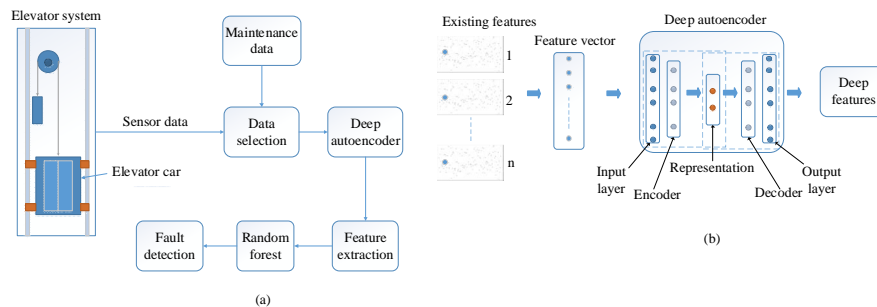 Elevator system
Maintenance
data
Sensor data
Data
selection
Deep
autoencoder
Elevator car
Fault
detection
Random
forest
Feature
extraction
(a)
Existing features
1
2
n
Feature vector
Deep autoencoder
Deep
features
Input
layer
Encoder
Representation
Decoder
Output
layer
(b)